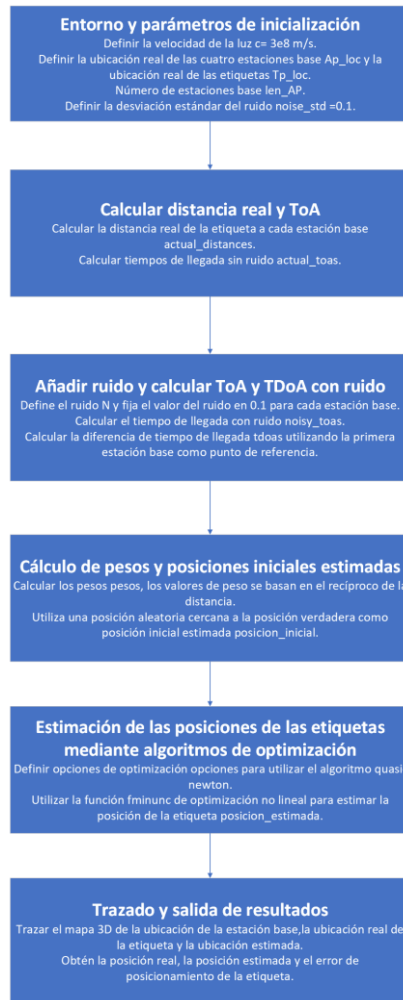 Entorno y parámetros de inicialización
Definir la velocidad de la luz c= 3e8 m/s.
Definir la ubicación real de las cuatro estaciones base Ap_loc y la
ubicación real de las etiquetas Tp_loc.
Número de estaciones base len_AP.
Definir la desviación estándar del ruido noise_std =0.1.
Calcular distancia real y ToA
Calcular la distancia real de la etiqueta a cada estación base
actual_distances.
Calcular tiempos de llegada sin ruido actual_toas.
Añadir ruido y calcular ToA y TDoA con ruido
Define el ruido N y fija el valor del ruido en 0.1 para cada estación base.
Calcular el tiempo de llegada con ruido noisy_toas.
Calcular la diferencia de tiempo de llegada tdoas utilizando la primera
estación base como punto de referencia.
Cálculo de pesos y posiciones iniciales estimadas
Calcular los pesos pesos, los valores de peso se basan en el recíproco de la
distancia.
Utiliza una posición aleatoria cercana a la posición verdadera como
posición inicial estimada posicion_inicial.
Estimación de las posiciones de las etiquetas
mediante algoritmos de optimización
Definir opciones de optimización opciones para utilizar el algoritmo quasi
newton.
Utilizar la función fminunc de optimización no lineal para estimar la
posición de la etiqueta posicion_estimada.
Trazado y salida de resultados
Trazar el mapa 3D de la ubicación de la estación base,la ubicación real de
la etiqueta y la ubicación estimada.
Obtén la posición real, la posición estimada y el error de
posicionamiento de la etiqueta.